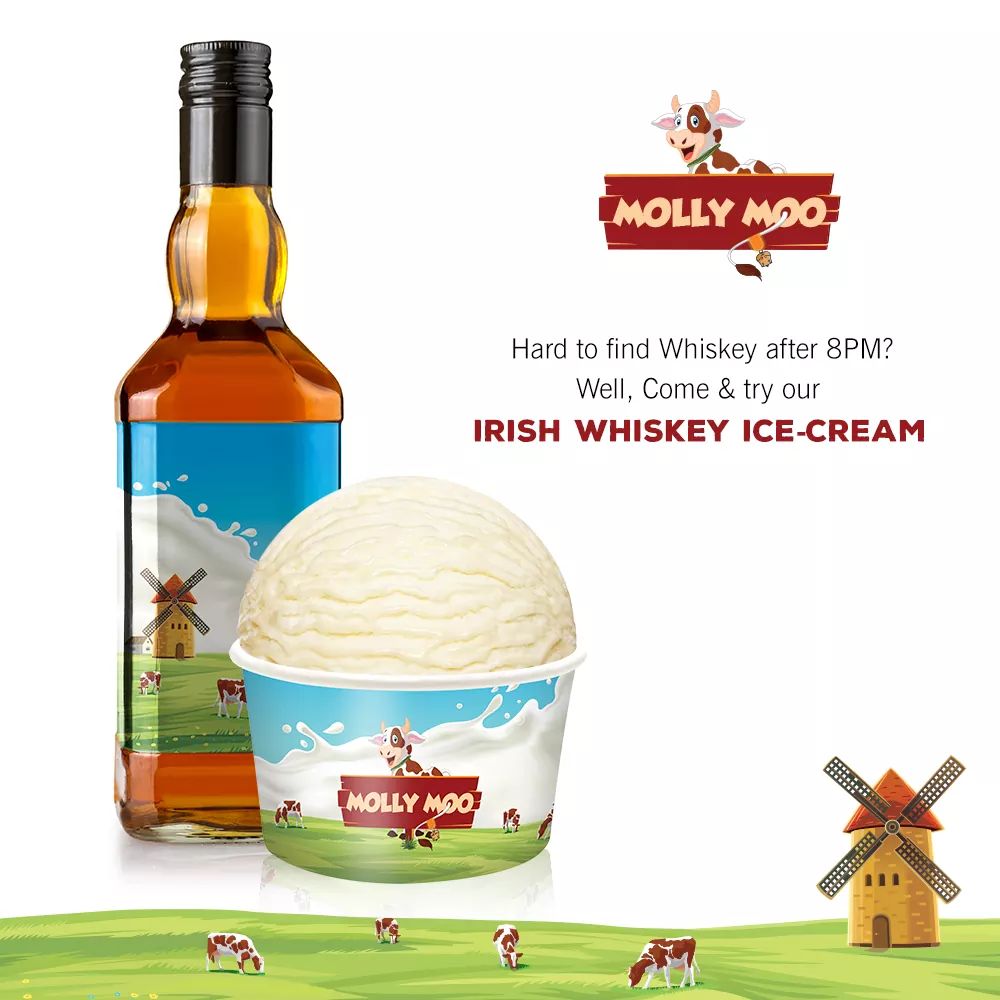 MOLLY MOO
Hard to find Whiskey after 8PM?
Well, Come & try our
IRISH WHISKEY ICE-CREAM
MOLLY MOO